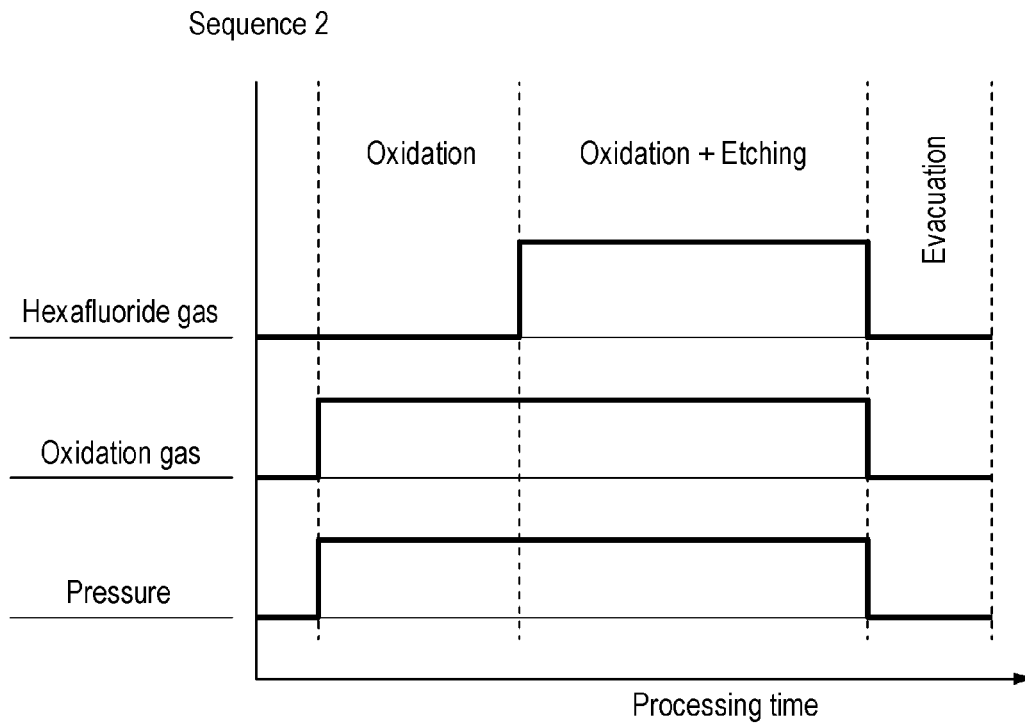 Sequence 2
Oxidation
Oxidation + Etching
Evacuation
Hexafluoride gas
Oxidation gas
Pressure
Processing time